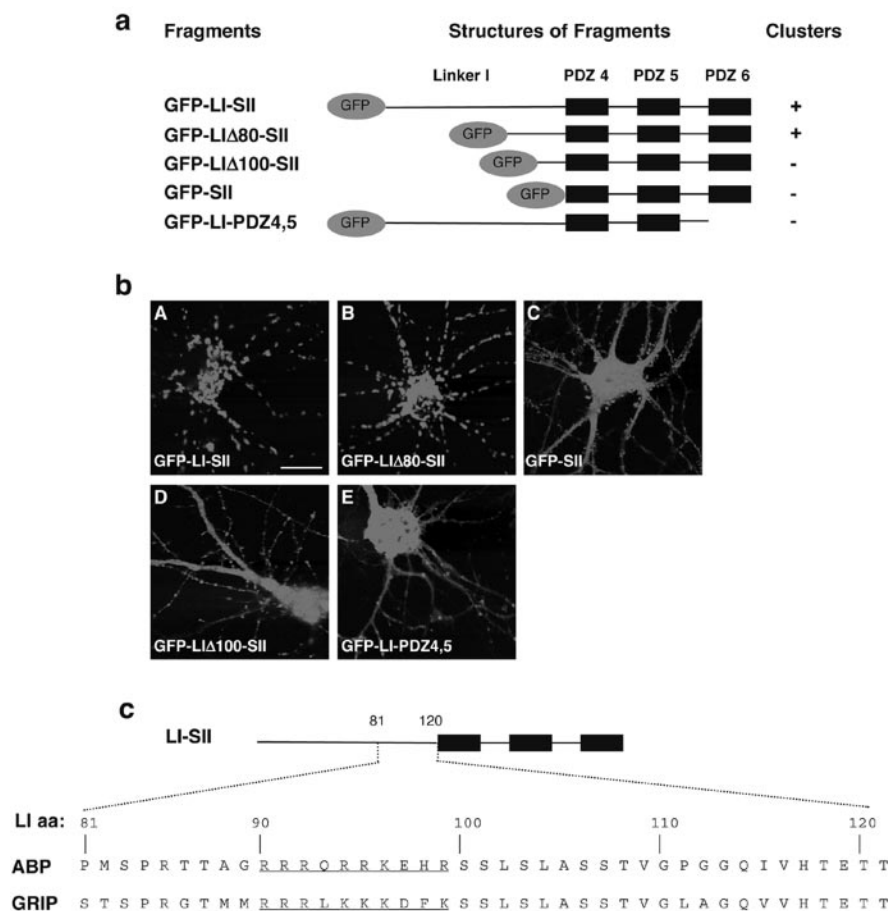 a
Fragments Structures of Fragments Clusters
Linker I PDZ 4 PDZ 5 PDZ 6
GFP-LI-SII GFP +
GFP-LIΔ80-SII GFP +
GFP-LIΔ100-SII GFP -
GFP-SII GFP -
GFP-LI-PDZ4,5 GFP -
b
A B C
GFP-LI-SII GFP-LIΔ80-SII GFP-SII
D E
GFP-LIΔ100-SII GFP-LI-PDZ4,5
c
81 120
LI-SII
LI aa: 81 90 100 110 120
ABP P M S P R T T A G R R R Q R R K E H R S S L S L A S S T V G P G G Q I V H T E T T
GRIP S T S P R G T M M R R R L K K K D F K S S L S L A S S T V G L A G Q V V H T E T T